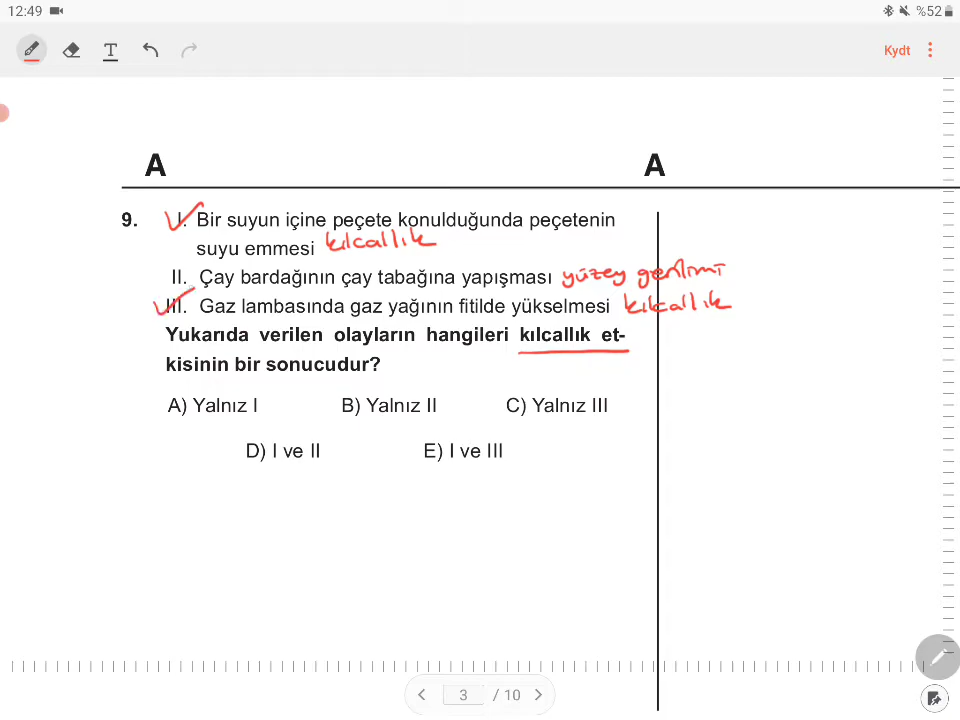 12:49
%52
T
Kydt
A
A
9. I. Bir suyun içine peçete konulduğunda peçetenin
suyu emmesi kılcallık
II. Çay bardağının çay tabağına yapışması yüzey gerilimi
III. Gaz lambasında gaz yağının fitilde yükselmesi kılcallık
Yukarıda verilen olayların hangileri kılcallık et-
kisinin bir sonucudur?
A) Yalnız I B) Yalnız II C) Yalnız III
D) I ve II E) I ve III
3 / 10